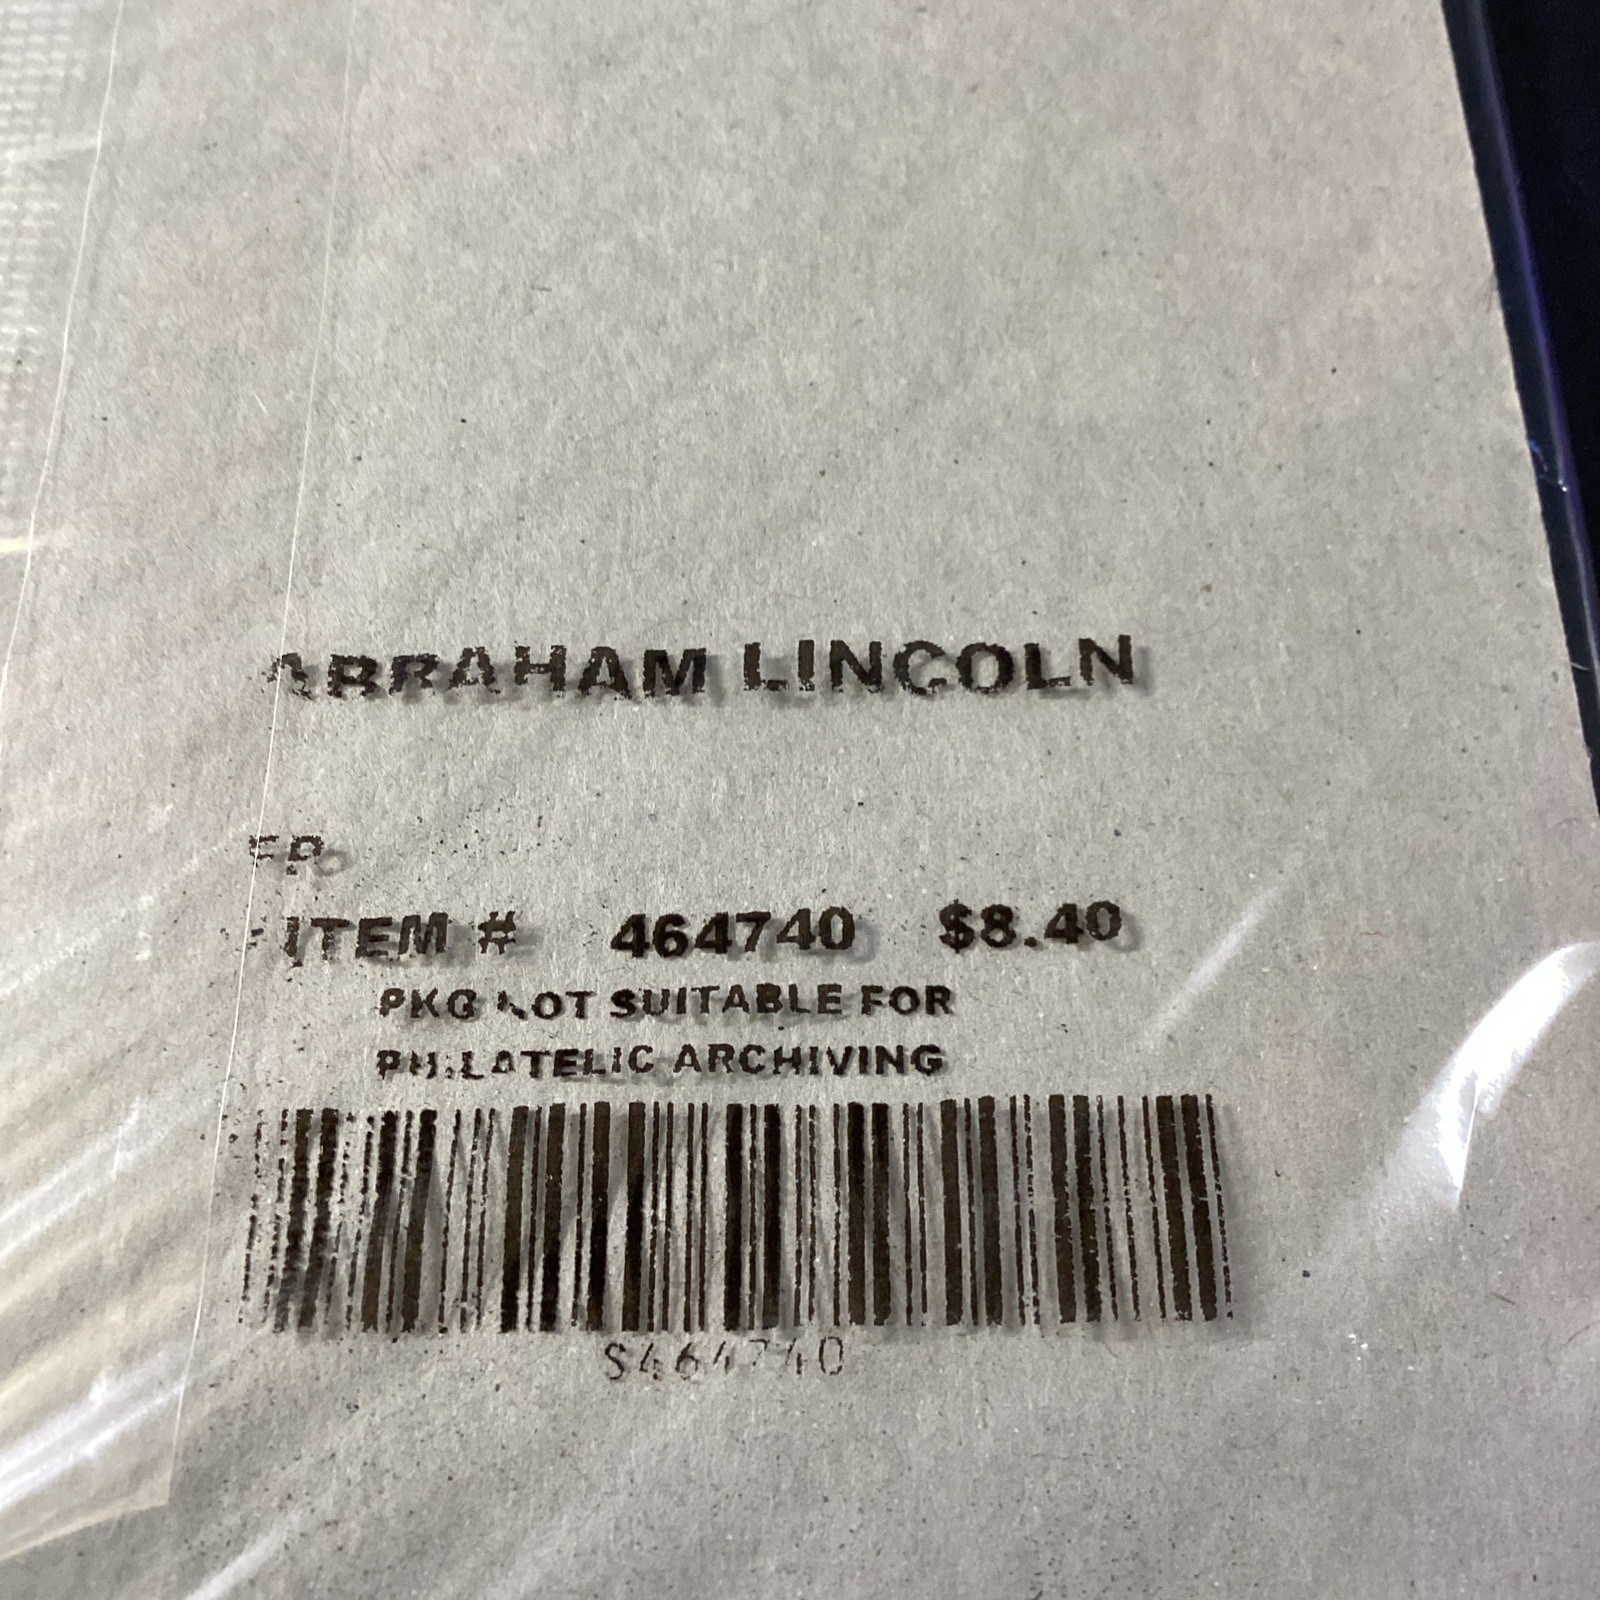 ABRAHAM LINCOLN
ITEM # 464740 $8.40
PKG NOT SUITABLE FOR
PHILATELIC ARCHIVING
S464740